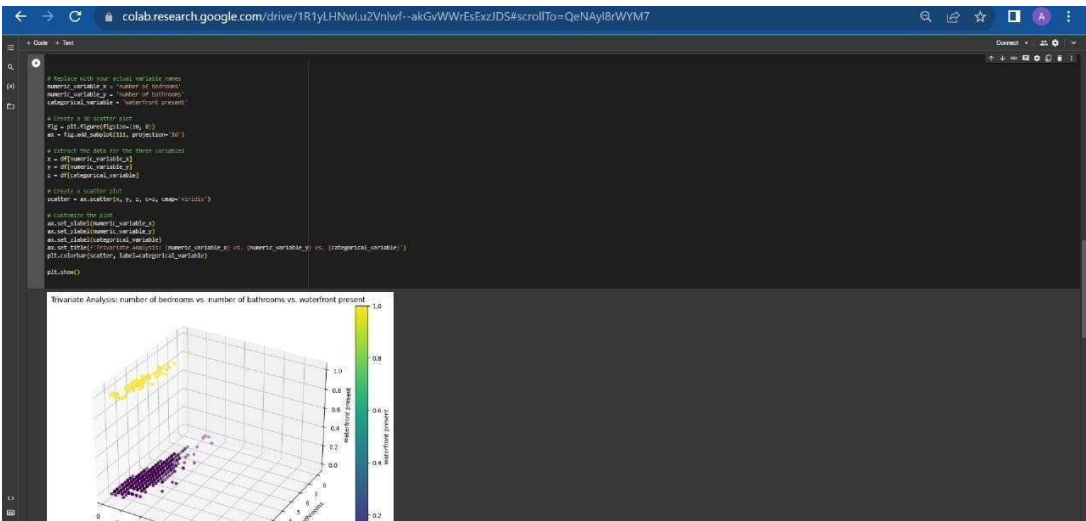 colab.research.google.com/drive/1R1yLHNwLu2Vnlwf--akGvWWrEsExzJDS#scrollTo=QeNAyl8rWYM7
A
+ Code + Text
Connect
# Replace with your actual variable names
numeric_variable_x = 'number of bedrooms'
numeric_variable_y = 'number of bathrooms'
categorical_variable = 'waterfront present'
# Create a 3D scatter plot
fig = plt.figure(figsize=(10, 8))
ax = fig.add_subplot(111, projection='3d')
# Extract the data for the three variables
x = df[numeric_variable_x]
y = df[numeric_variable_y]
z = df[categorical_variable]
# Create a scatter plot
scatter = ax.scatter(x, y, z, c=z, cmap='viridis')
# Customize the plot
ax.set_xlabel(numeric_variable_x)
ax.set_ylabel(numeric_variable_y)
ax.set_zlabel(categorical_variable)
ax.set_title(f'Trivariate Analysis: {numeric_variable_x} vs. {numeric_variable_y} vs. {categorical_variable}')
plt.colorbar(scatter, label=categorical_variable)
plt.show()
Trivariate Analysis: number of bedrooms vs. number of bathrooms vs. waterfront present
1.0
0.8
0.6
0.4
0.2
0.0
waterfront present
1.0
0.8
0.6
0.4
0.2
waterfront present
0
5
6
7
8